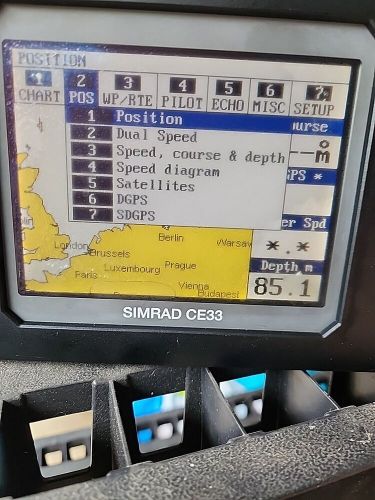 POSITION
1 2 3 4 5 6 7
CHART POS WP/RTE PILOT ECHO MISC SETUP
1 Position
2 Dual Speed
3 Speed, course & depth
4 Speed diagram
5 Satellites
6 DGPS
7 SDGPS
urse
--°M
GPS *
er Spd
*.*
Depth m
85.1
Berlin
Warsaw
London
Brussels
Luxembourg
Prague
Paris
Vienna
Budapest
SIMRAD CE33